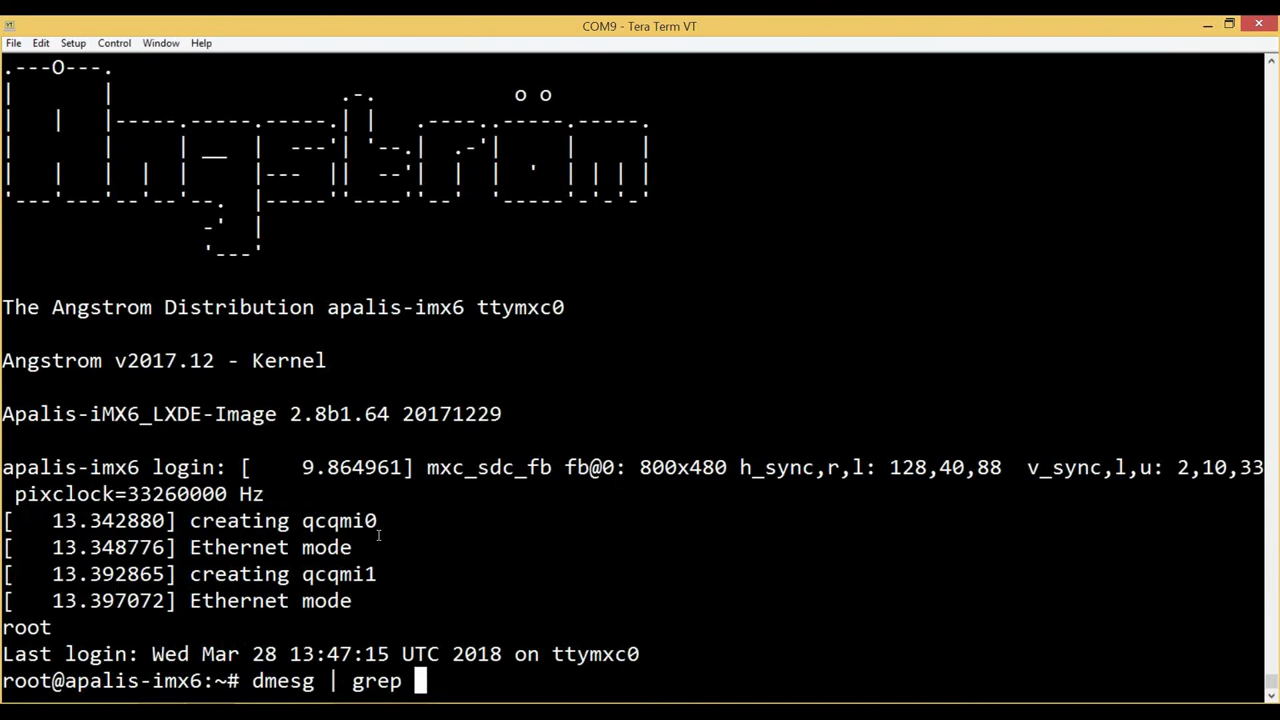 COM9 - Tera Term VT
File Edit Setup Control Window Help
.---O---.
|       |                   .-.           o o
|   |   |-----.-----.-----.| |   .----..-----.-----.
|       |     | __  |  ---'| '--.|  .-'|     |     |
|   |   |  |  |     |---  ||  --'|  |  |  '  | | | |
'---'---'--'--'--.  |-----''----''--'  '-----'-'-'-'
                -'  |
                '---'
The Angstrom Distribution apalis-imx6 ttymxc0
Angstrom v2017.12 - Kernel
Apalis-iMX6_LXDE-Image 2.8b1.64 20171229
apalis-imx6 login: [    9.864961] mxc_sdc_fb fb@0: 800x480 h_sync,r,l: 128,40,88  v_sync,l,u: 2,10,33
 pixclock=33260000 Hz
[   13.342880] creating qcqmi0
[   13.348776] Ethernet mode
[   13.392865] creating qcqmi1
[   13.397072] Ethernet mode
root
Last login: Wed Mar 28 13:47:15 UTC 2018 on ttymxc0
root@apalis-imx6:~# dmesg | grep